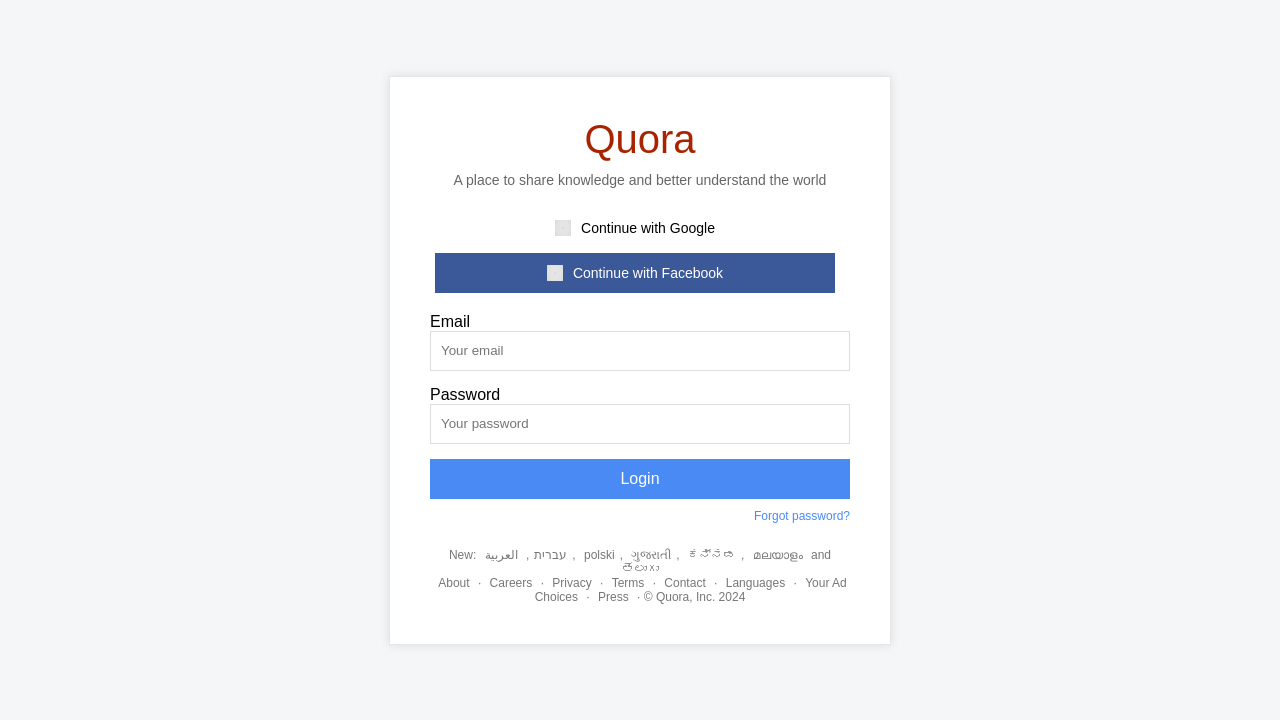 Quora
A place to share knowledge and better understand the world
Continue with Google
Continue with Facebook
Email
Your email
Password
Your password
Login
Forgot password?
New: العربية , עברית , polski , ગુજરાતી , ಕನ್ನಡ , മലയാളം and
తెలుగు
About · Careers · Privacy · Terms · Contact · Languages · Your Ad
Choices · Press · © Quora, Inc. 2024